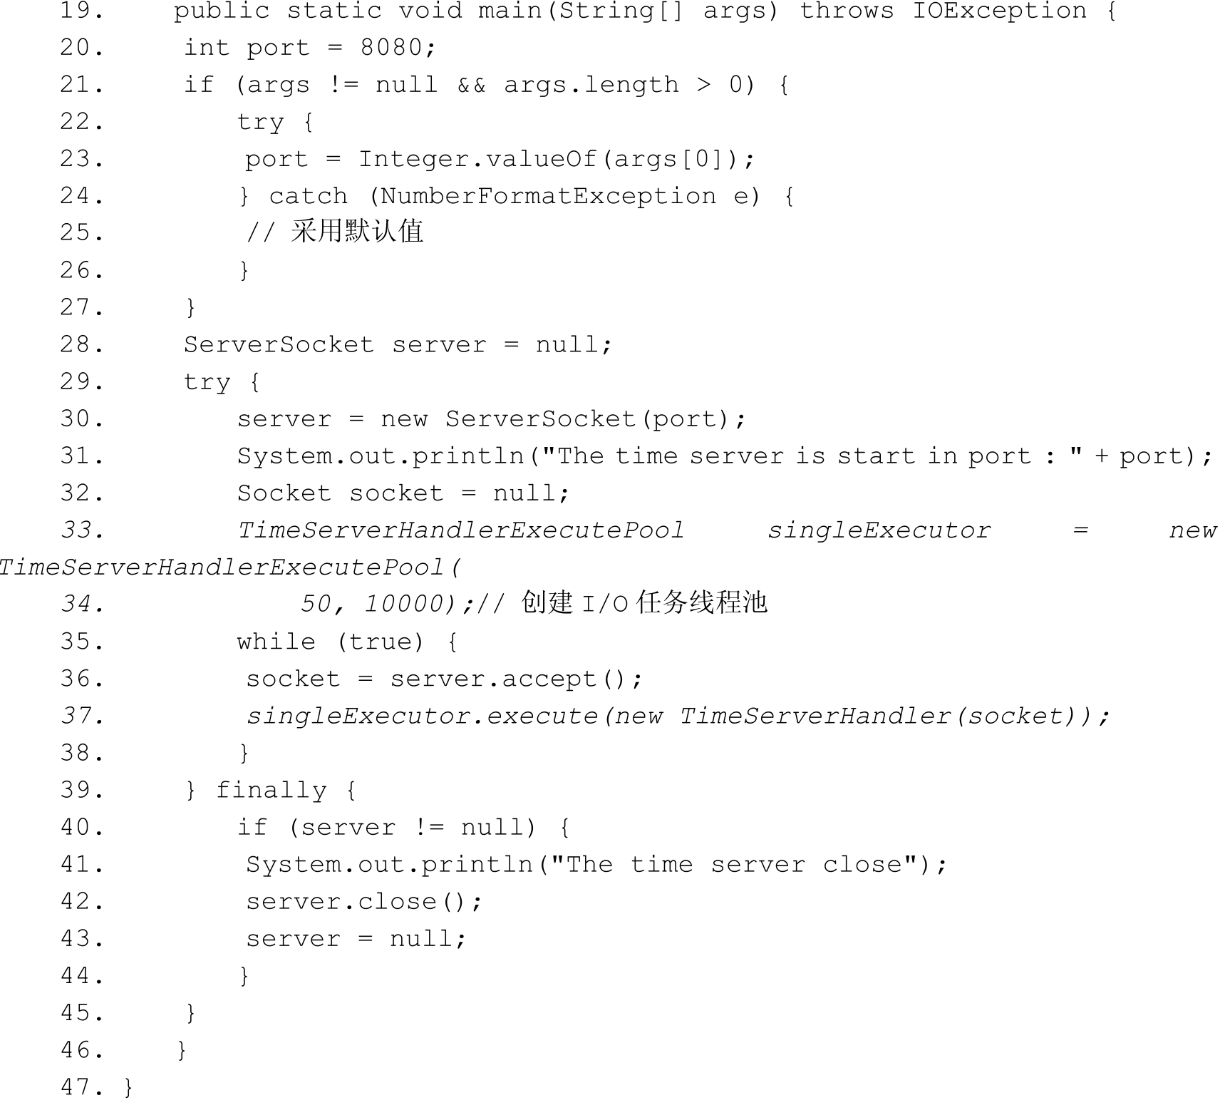 19.    public static void main(String[] args) throws IOException {
20.     int port = 8080;
21.     if (args != null && args.length > 0) {
22.        try {
23.         port = Integer.valueOf(args[0]);
24.        } catch (NumberFormatException e) {
25.         // 采用默认值
26.        }
27.     }
28.     ServerSocket server = null;
29.     try {
30.        server = new ServerSocket(port);
31.        System.out.println("The time server is start in port : " + port);
32.        Socket socket = null;
33.        TimeServerHandlerExecutePool singleExecutor = new
TimeServerHandlerExecutePool(
34.            50, 10000);// 创建 I/O 任务线程池
35.        while (true) {
36.         socket = server.accept();
37.         singleExecutor.execute(new TimeServerHandler(socket));
38.        }
39.     } finally {
40.        if (server != null) {
41.         System.out.println("The time server close");
42.         server.close();
43.         server = null;
44.        }
45.     }
46.    }
47. }